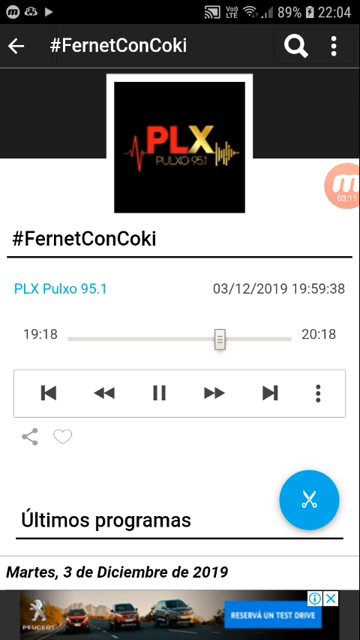 VoJ) LTE 89% 22:04
#FernetConCoki
PLX
PULXO 95.1
03:11
#FernetConCoki
PLX Pulxo 95.1 03/12/2019 19:59:38
19:18 20:18
Últimos programas
Martes, 3 de Diciembre de 2019
PEUGEOT RESERVÁ UN TEST DRIVE